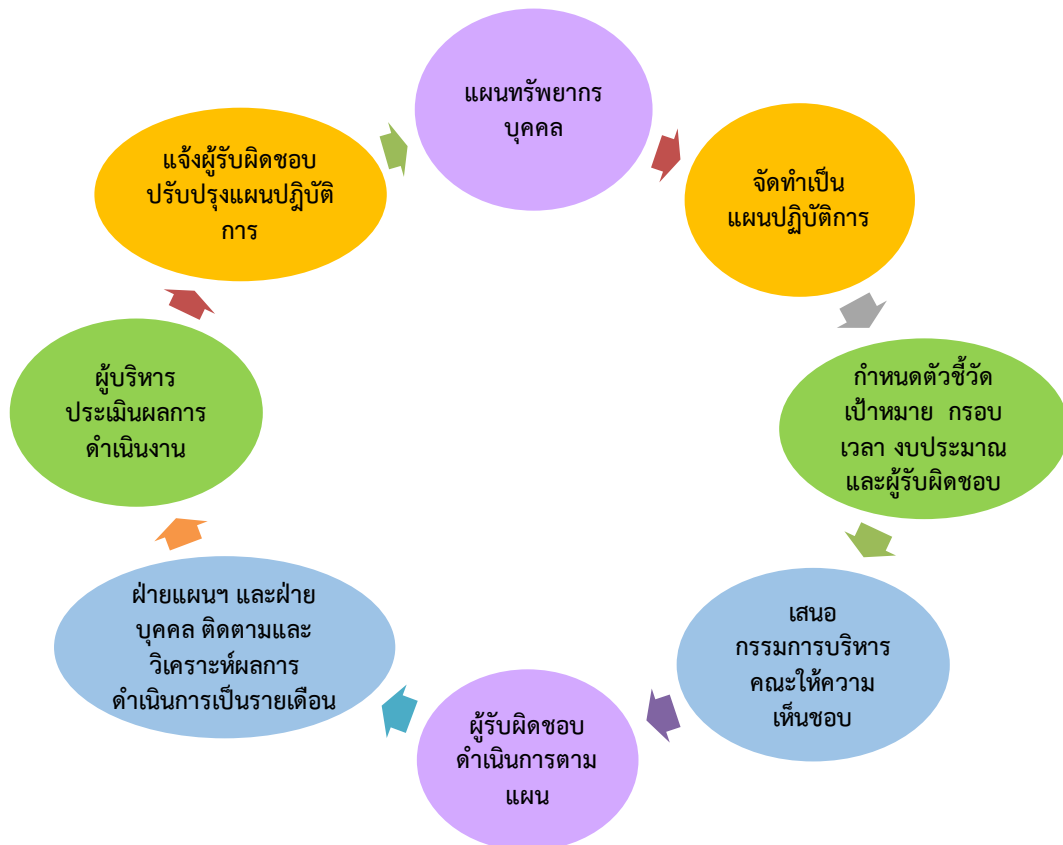 แผนทรัพยากร
บุคคล
จัดทำเป็น
แผนปฏิบัติการ
กำหนดตัวชี้วัด
เป้าหมาย กรอบ
เวลา งบประมาณ
และผู้รับผิดชอบ
เสนอ
กรรมการบริหาร
คณะให้ความ
เห็นชอบ
ผู้รับผิดชอบ
ดำเนินการตาม
แผน
ฝ่ายแผนฯ และฝ่าย
บุคคล ติดตามและ
วิเคราะห์ผลการ
ดำเนินการเป็นรายเดือน
ผู้บริหาร
ประเมินผลการ
ดำเนินงาน
แจ้งผู้รับผิดชอบ
ปรับปรุงแผนปฎิบัติ
การ